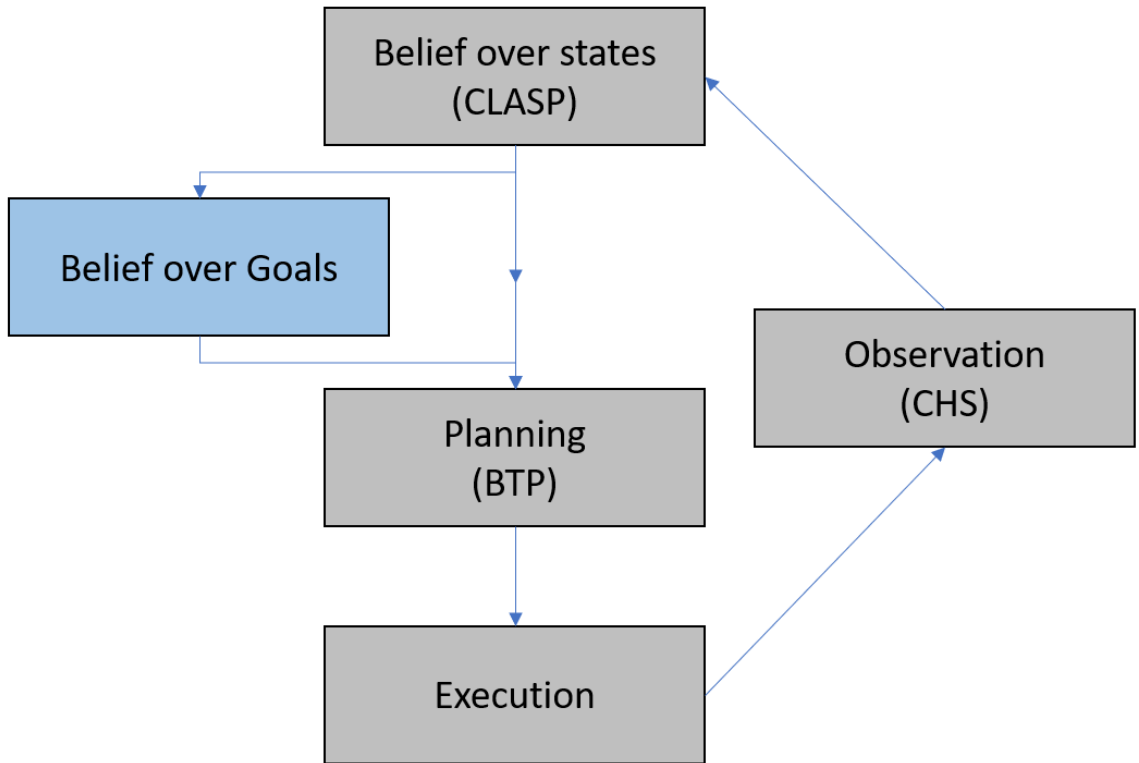 Belief over states
(CLASP)
Belief over Goals
Observation
(CHS)
Planning
(BTP)
Execution